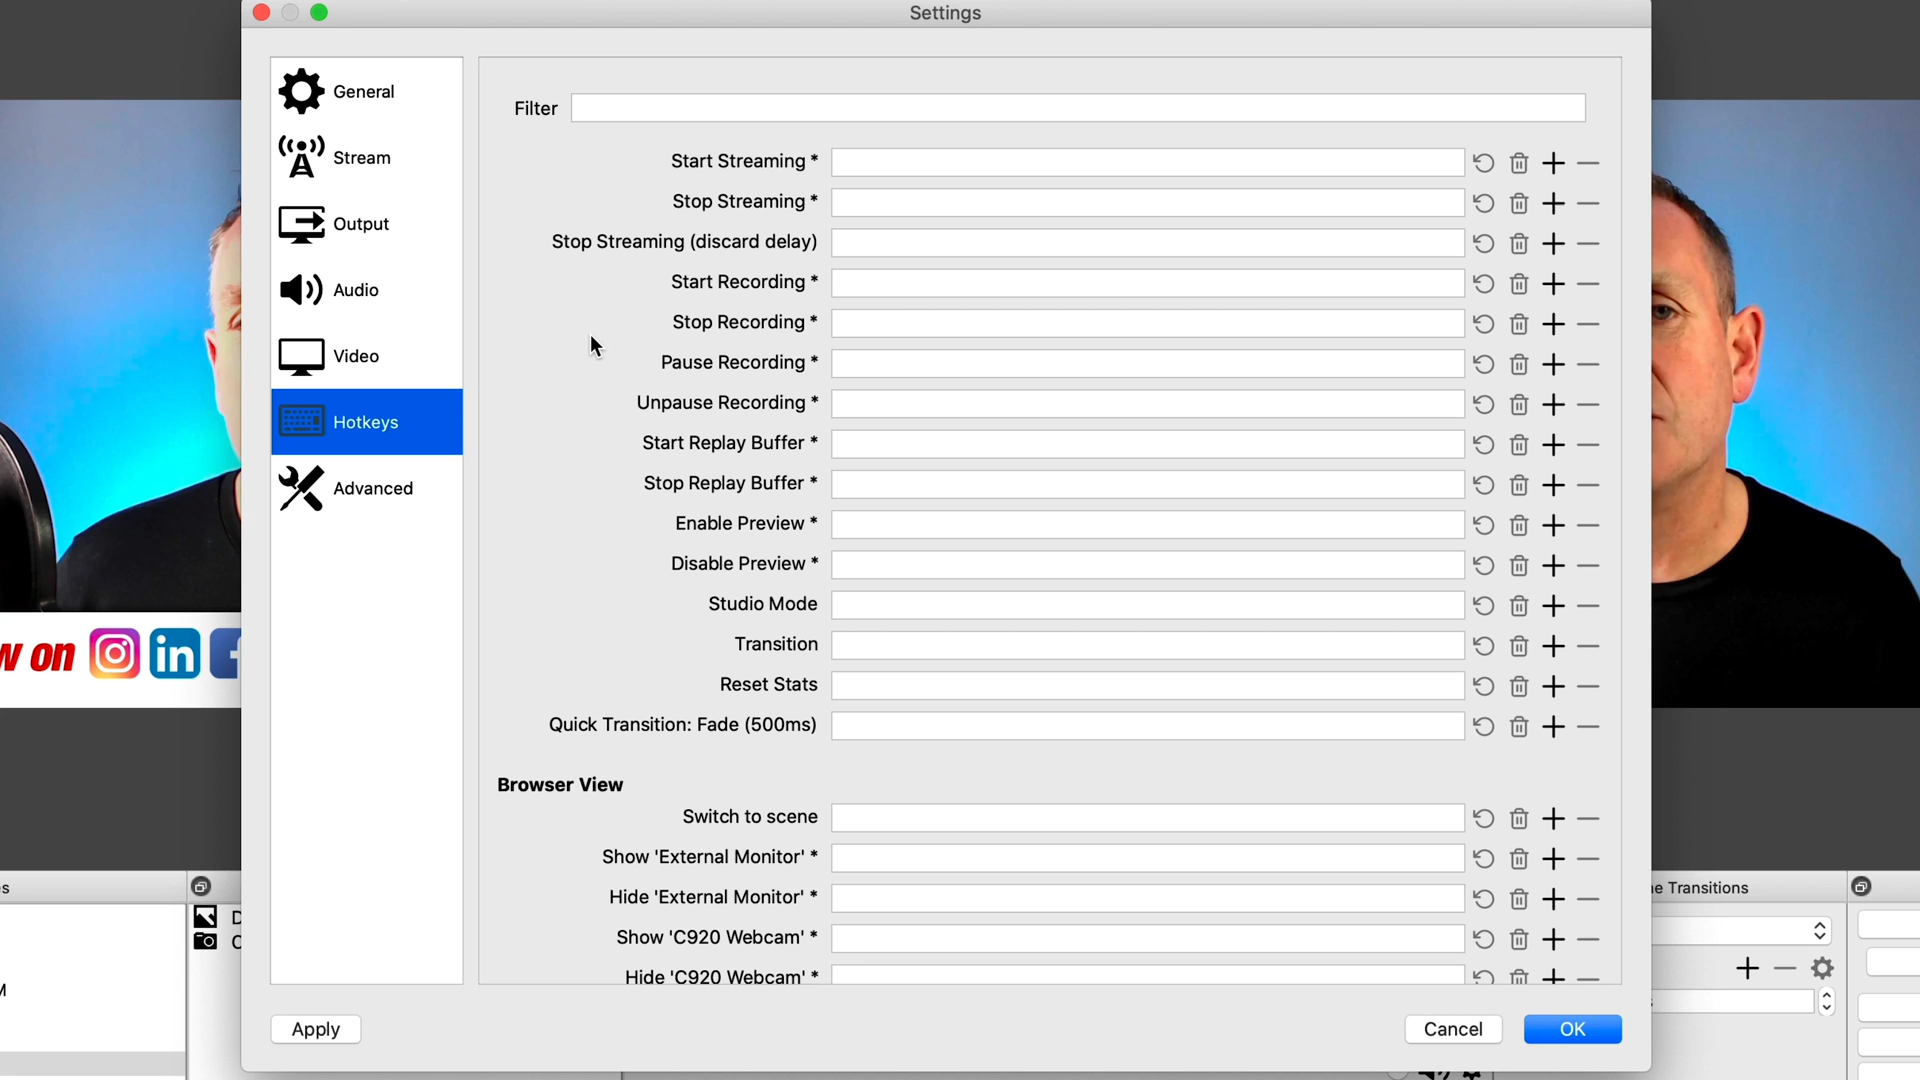 Settings
General
Stream
Output
Audio
Video
Hotkeys
Advanced
Filter
Start Streaming *
Stop Streaming *
Stop Streaming (discard delay)
Start Recording *
Stop Recording *
Pause Recording *
Unpause Recording *
Start Replay Buffer *
Stop Replay Buffer *
Enable Preview *
Disable Preview *
Studio Mode
Transition
Reset Stats
Quick Transition: Fade (500ms)
Browser View
Switch to scene
Show 'External Monitor' *
Hide 'External Monitor' *
Show 'C920 Webcam' *
Hide 'C920 Webcam' *
Apply
Cancel
OK
w on
in
Transitions